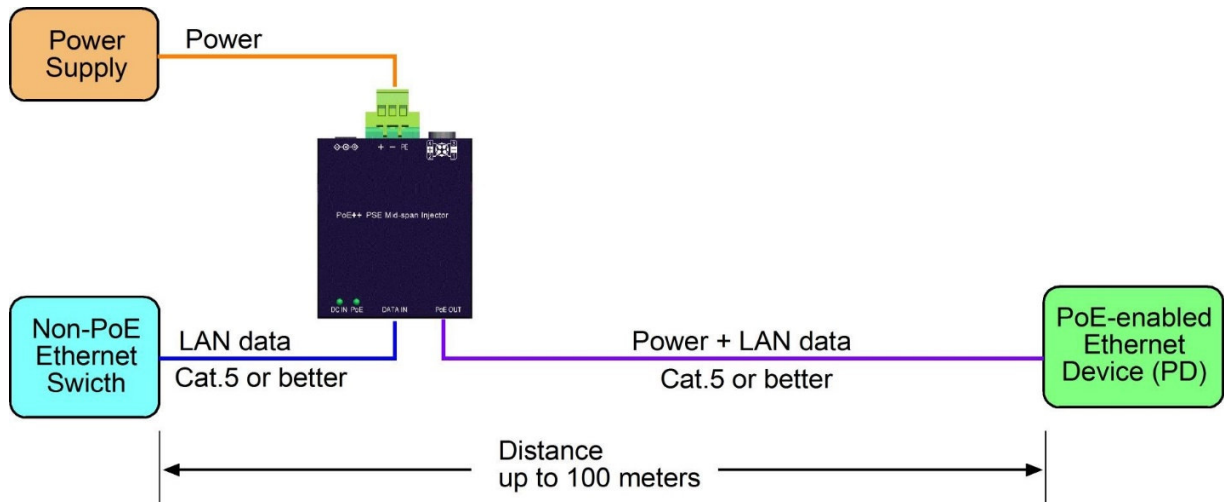 Power
Supply
Power
+ − PE
PoE++ PSE Mid-span Injector
DC IN PoE DATA IN PoE OUT
Non-PoE
Ethernet
Swicth
LAN data
Cat.5 or better
Power + LAN data
Cat.5 or better
PoE-enabled
Ethernet
Device (PD)
Distance
up to 100 meters